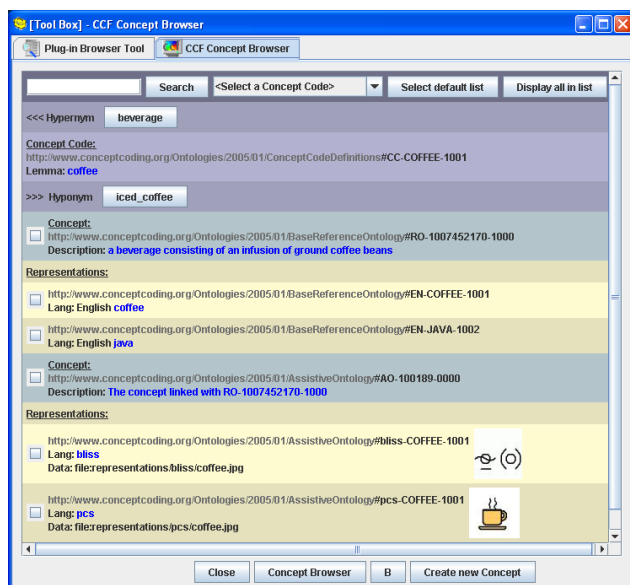 [Tool Box] - CCF Concept Browser
Plug-in Browser Tool CCF Concept Browser
Search <Select a Concept Code> Select default list Display all in list
<<< Hypernym beverage
Concept Code:
http://www.conceptcoding.org/Ontologies/2005/01/ConceptCodeDefinitions#CC-COFFEE-1001
Lemma: coffee
>>> Hyponym iced_coffee
Concept:
http://www.conceptcoding.org/Ontologies/2005/01/BaseReferenceOntology#RO-1007452170-1000
Description: a beverage consisting of an infusion of ground coffee beans
Representations:
http://www.conceptcoding.org/Ontologies/2005/01/BaseReferenceOntology#EN-COFFEE-1001
Lang: English coffee
http://www.conceptcoding.org/Ontologies/2005/01/BaseReferenceOntology#EN-JAVA-1002
Lang: English java
Concept:
http://www.conceptcoding.org/Ontologies/2005/01/AssistiveOntology#AO-100189-0000
Description: The concept linked with RO-1007452170-1000
Representations:
http://www.conceptcoding.org/Ontologies/2005/01/AssistiveOntology#bliss-COFFEE-1001
Lang: bliss
Data: file:representations/bliss/coffee.jpg
http://www.conceptcoding.org/Ontologies/2005/01/AssistiveOntology#pcs-COFFEE-1001
Lang: pcs
Data: file:representations/pcs/coffee.jpg
Close Concept Browser B Create new Concept